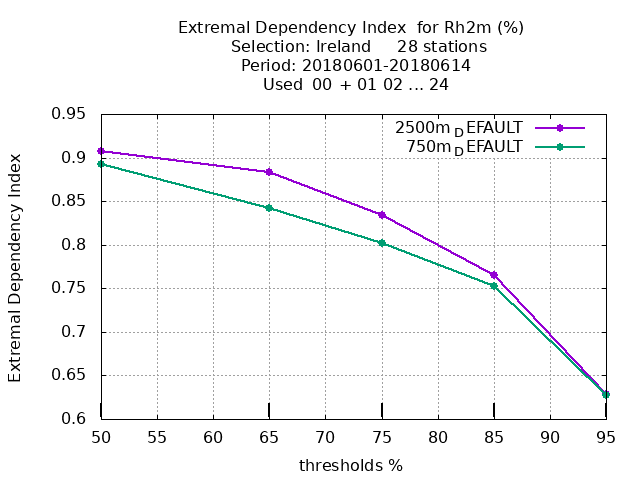 Extremal Dependency Index for Rh2m (%)
Selection: Ireland 28 stations
Period: 20180601-20180614
Used 00 + 01 02 ... 24
2500m_DEFAULT
750m_DEFAULT
Extremal Dependency Index
0.95
0.9
0.85
0.8
0.75
0.7
0.65
0.6
50 55 60 65 70 75 80 85 90 95
thresholds %